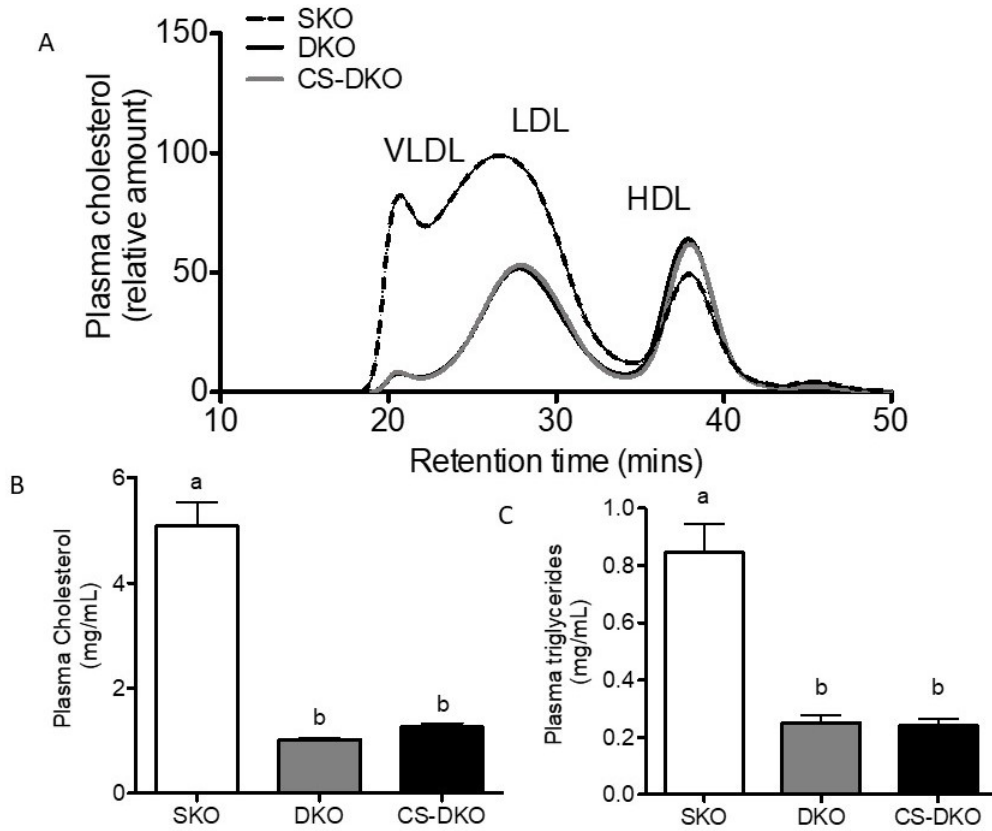 A
SKO
DKO
CS-DKO
150
100
50
0
Plasma cholesterol
(relative amount)
VLDL
LDL
HDL
10
20
30
40
50
Retention time (mins)
B
6
4
2
0
Plasma Cholesterol
(mg/mL)
a
b
b
SKO
DKO
CS-DKO
C
1.0
0.8
0.6
0.4
0.2
0.0
Plasma triglycerides
(mg/mL)
a
b
b
SKO
DKO
CS-DKO